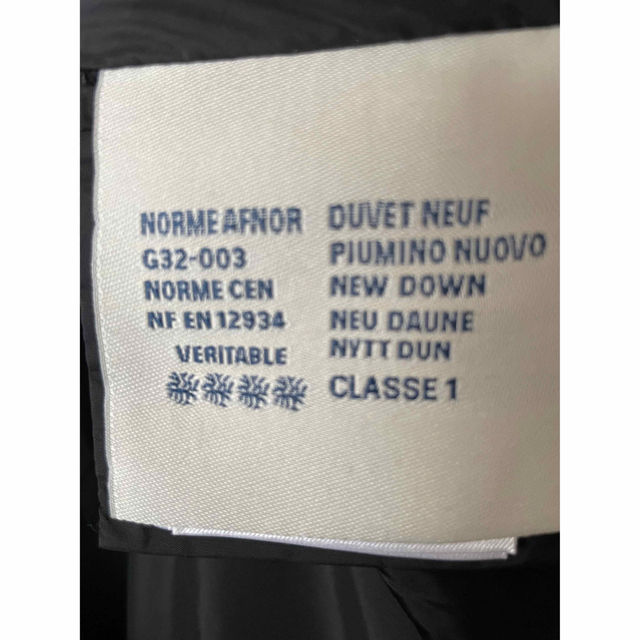 NORME AFNOR
G32-003
NORME CEN
NF EN 12934
VERITABLE
DUVET NEUF
PIUMINO NUOVO
NEW DOWN
NEU DAUNE
NYTT DUN
CLASSE 1